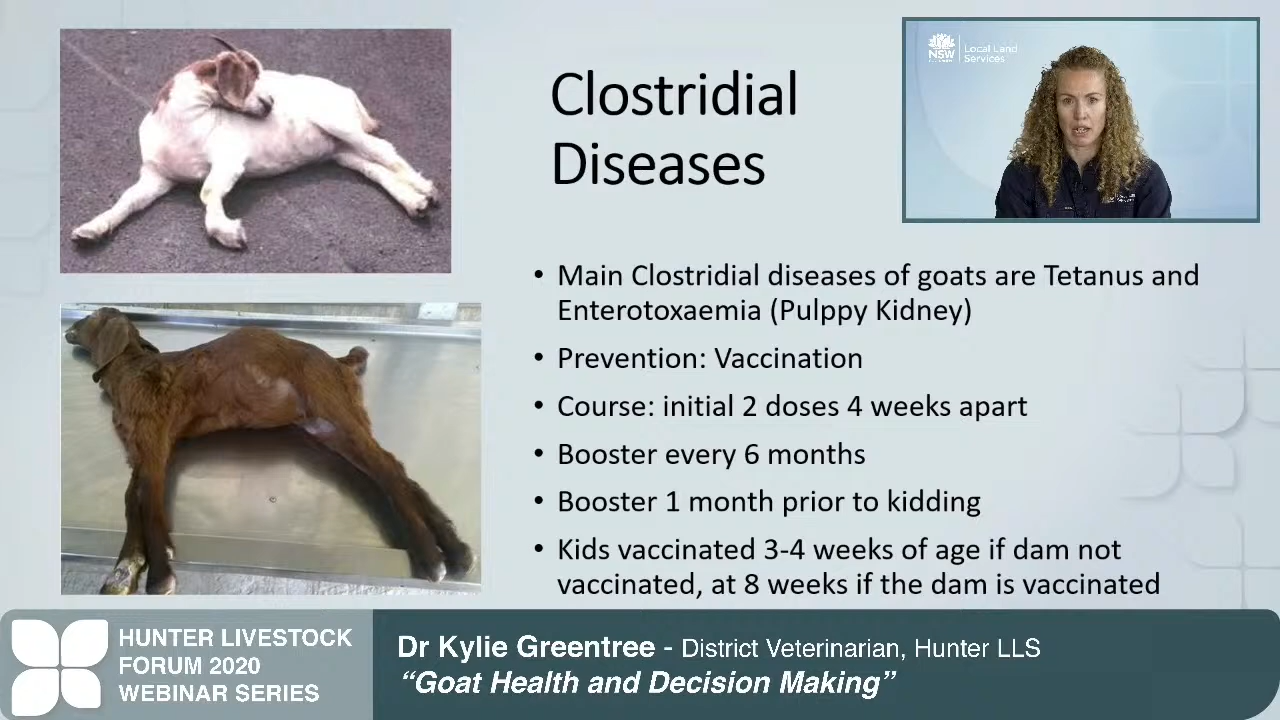 Clostridial
Diseases
NSW
Local Land
Services
• Main Clostridial diseases of goats are Tetanus and
Enterotoxaemia (Pulppy Kidney)
• Prevention: Vaccination
• Course: initial 2 doses 4 weeks apart
• Booster every 6 months
• Booster 1 month prior to kidding
• Kids vaccinated 3-4 weeks of age if dam not
vaccinated, at 8 weeks if the dam is vaccinated
HUNTER LIVESTOCK
FORUM 2020
WEBINAR SERIES
Dr Kylie Greentree - District Veterinarian, Hunter LLS
“Goat Health and Decision Making”